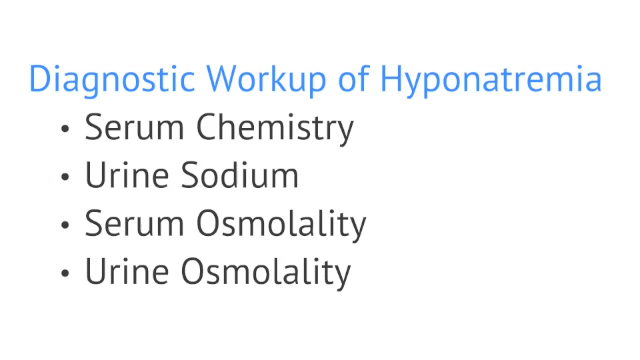 Diagnostic Workup of Hyponatremia
• Serum Chemistry
• Urine Sodium
• Serum Osmolality
• Urine Osmolality